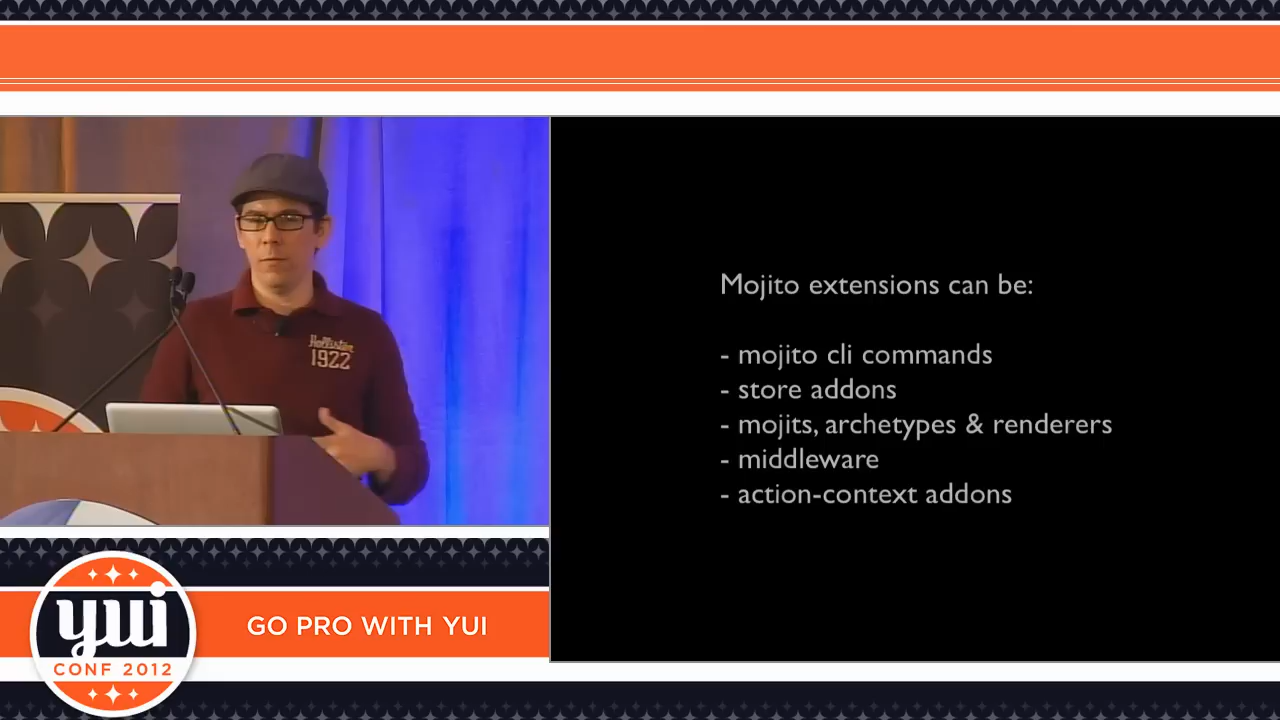 Hollister
1922
Mojito extensions can be:
- mojito cli commands
- store addons
- mojits, archetypes & renderers
- middleware
- action-context addons
yui
CONF 2012
GO PRO WITH YUI